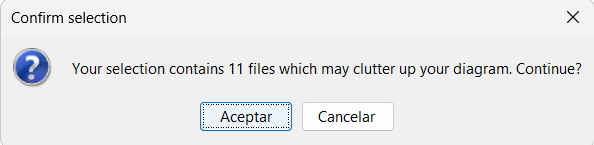 Confirm selection
Your selection contains 11 files which may clutter up your diagram. Continue?
Aceptar
Cancelar